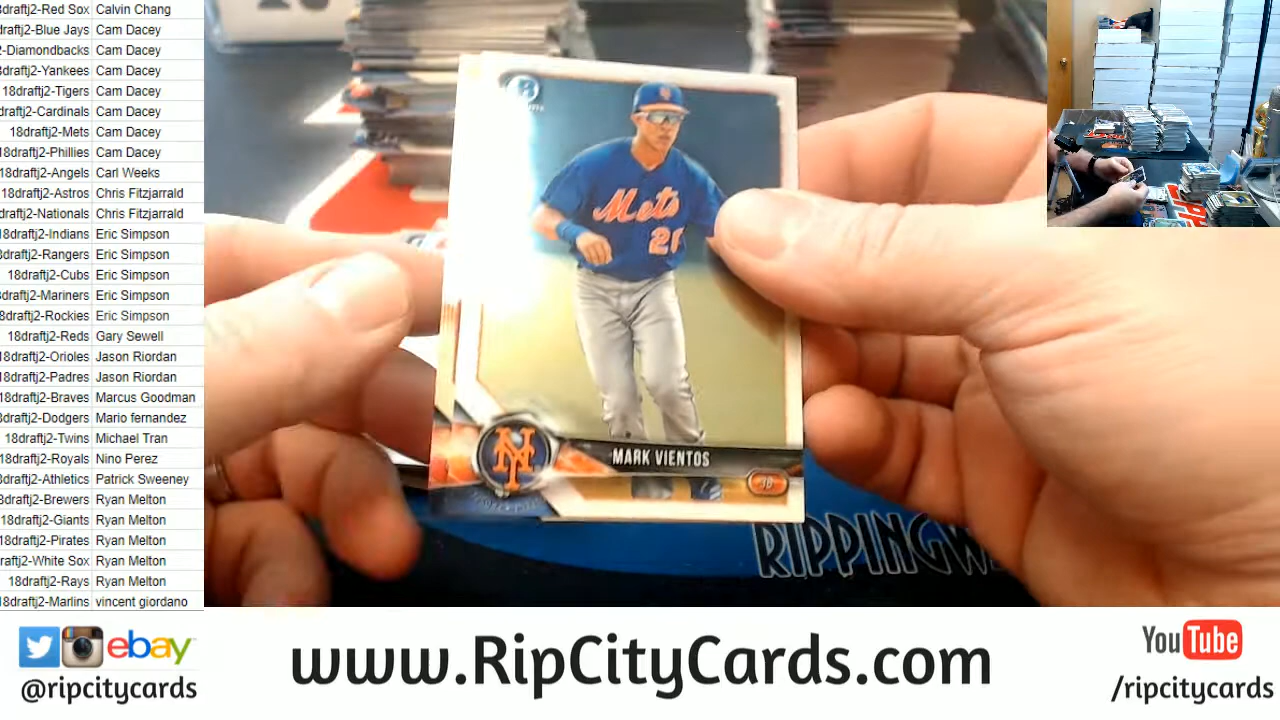 8draftj2-Red Sox Calvin Chang
draftj2-Blue Jays Cam Dacey
2-Diamondbacks Cam Dacey
8draftj2-Yankees Cam Dacey
18draftj2-Tigers Cam Dacey
draftj2-Cardinals Cam Dacey
18draftj2-Mets Cam Dacey
18draftj2-Phillies Cam Dacey
18draftj2-Angels Carl Weeks
18draftj2-Astros Chris Fitzjarrald
draftj2-Nationals Chris Fitzjarrald
18draftj2-Indians Eric Simpson
8draftj2-Rangers Eric Simpson
18draftj2-Cubs Eric Simpson
8draftj2-Mariners Eric Simpson
8draftj2-Rockies Eric Simpson
18draftj2-Reds Gary Sewell
18draftj2-Orioles Jason Riordan
18draftj2-Padres Jason Riordan
18draftj2-Braves Marcus Goodman
8draftj2-Dodgers Mario fernandez
18draftj2-Twins Michael Tran
18draftj2-Royals Nino Perez
8draftj2-Athletics Patrick Sweeney
8draftj2-Brewers Ryan Melton
18draftj2-Giants Ryan Melton
18draftj2-Pirates Ryan Melton
raftj2-White Sox Ryan Melton
18draftj2-Rays Ryan Melton
18draftj2-Marlins vincent giordano
Mets
NY
MARK VIENTOS
3B
RIPPINGW
ebay
@ripcitycards
www.RipCityCards.com
YouTube
/ripcitycards